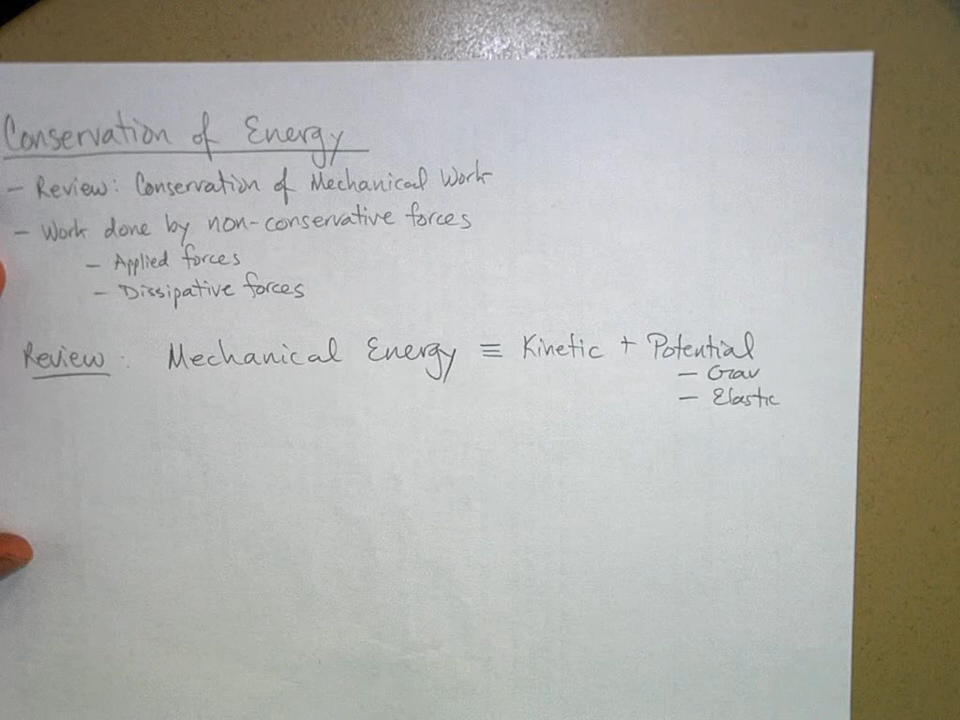 Conservation of Energy
- Review: Conservation of Mechanical Work
- Work done by non-conservative forces
- Applied forces
- Dissipative forces
Review: Mechanical Energy ≡ Kinetic + Potential
- Grav
- Elastic